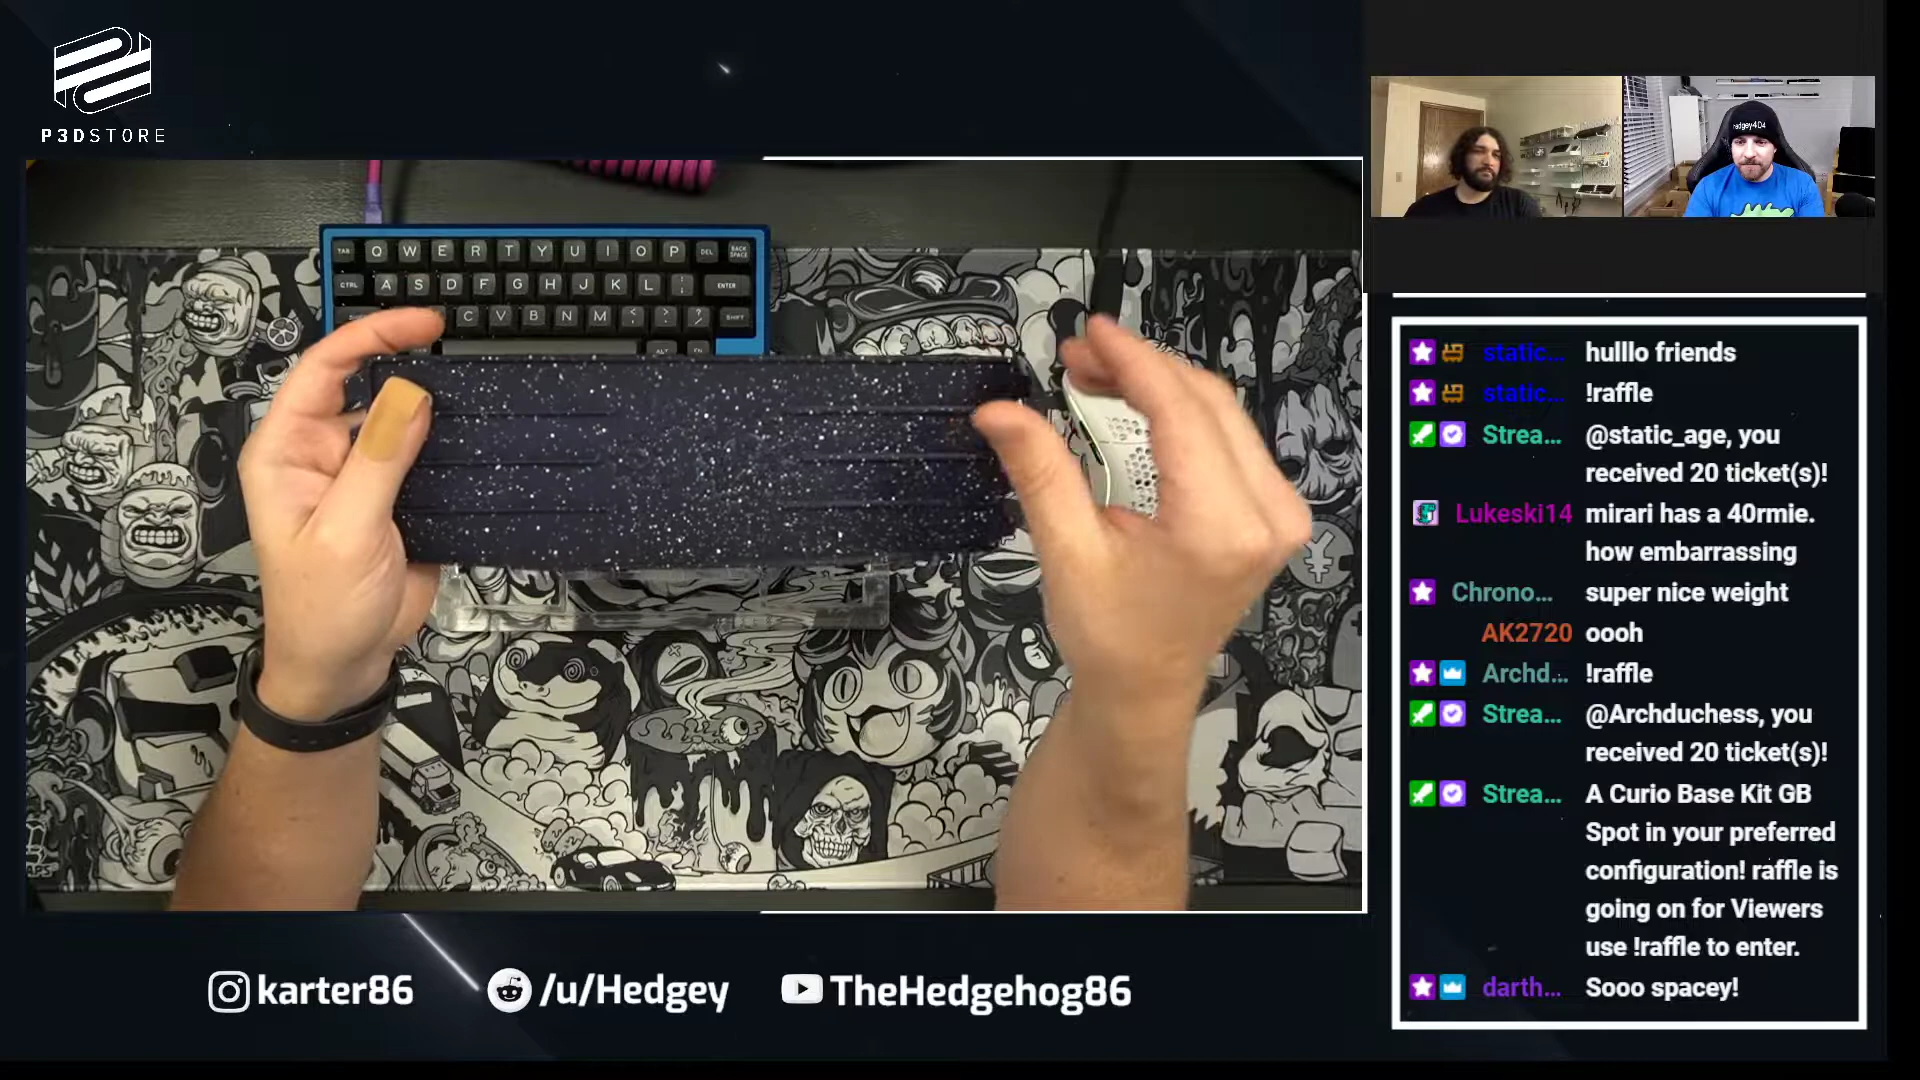 P3DSTORE
hedgey404
TAB Q W E R T Y U I O P DEL BACK SPACE
CTRL A S D F G H J K L ; ENTER
C V B N M < > ? SHIFT
ALT FN
static... hulllo friends
static... !raffle
Strea... @static_age, you
received 20 ticket(s)!
Lukeski14 mirari has a 40rmie.
how embarrassing
Chrono... super nice weight
AK2720 oooh
Archd... !raffle
Strea... @Archduchess, you
received 20 ticket(s)!
Strea... A Curio Base Kit GB
Spot in your preferred
configuration! raffle is
going on for Viewers
use !raffle to enter.
darth... Sooo spacey!
karter86
/u/Hedgey
TheHedgehog86